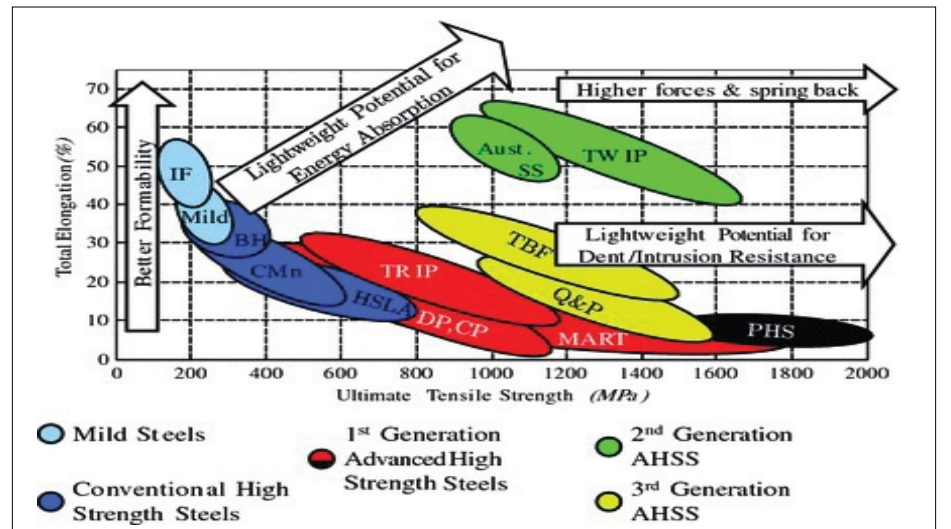 Total Elongation(%)
70
60
50
40
30
20
10
0
Better Formability
Lightweight Potential for
Energy Absorption
Higher forces & spring back
Lightweight Potential for
Dent/Intrusion Resistance
IF
Mild
BH
CMn
HSLA
TR IP
DP,CP
MART
Aust.
SS
TW IP
TBF
Q&P
PHS
0
200
400
600
800
1000
1200
1400
1600
1800
2000
Ultimate Tensile Strength (MPa)
Mild Steels
Conventional High
Strength Steels
1st Generation
Advanced High
Strength Steels
2nd Generation
AHSS
3rd Generation
AHSS